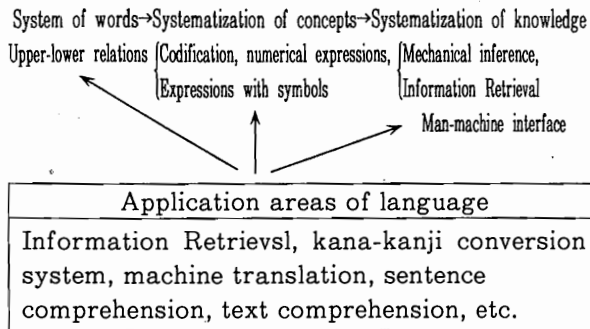 System of words→Systematization of concepts→Systematization of knowledge
Upper-lower relations {Codification, numerical expressions, {Mechanical inference,
Expressions with symbols Information Retrieval
Man-machine interface
Application areas of language
Information Retrievsl, kana-kanji conversion
system, machine translation, sentence
comprehension, text comprehension, etc.